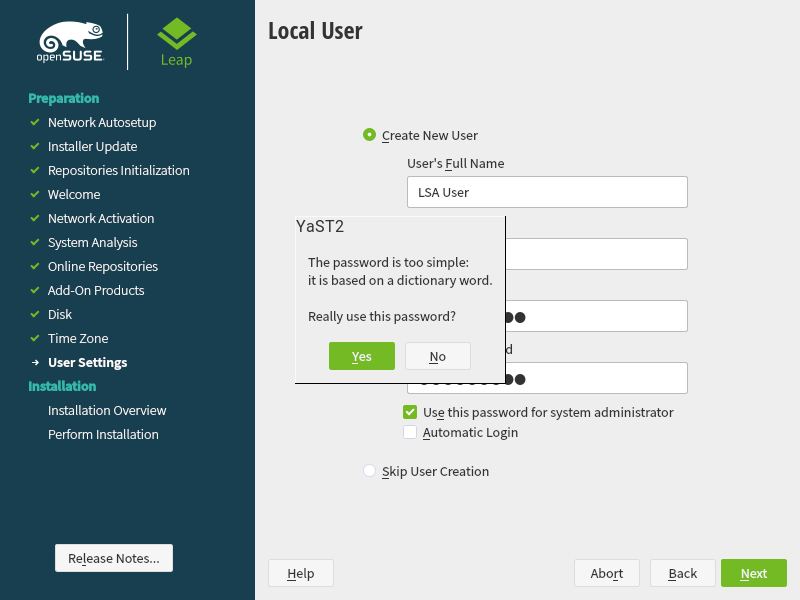 openSUSE
Leap
Preparation
Network Autosetup
Installer Update
Repositories Initialization
Welcome
Network Activation
System Analysis
Online Repositories
Add-On Products
Disk
Time Zone
User Settings
Installation
Installation Overview
Perform Installation
Release Notes...
Local User
Create New User
User's Full Name
LSA User
YaST2
The password is too simple:
it is based on a dictionary word.
Really use this password?
Yes
No
Use this password for system administrator
Automatic Login
Skip User Creation
Help
Abort
Back
Next